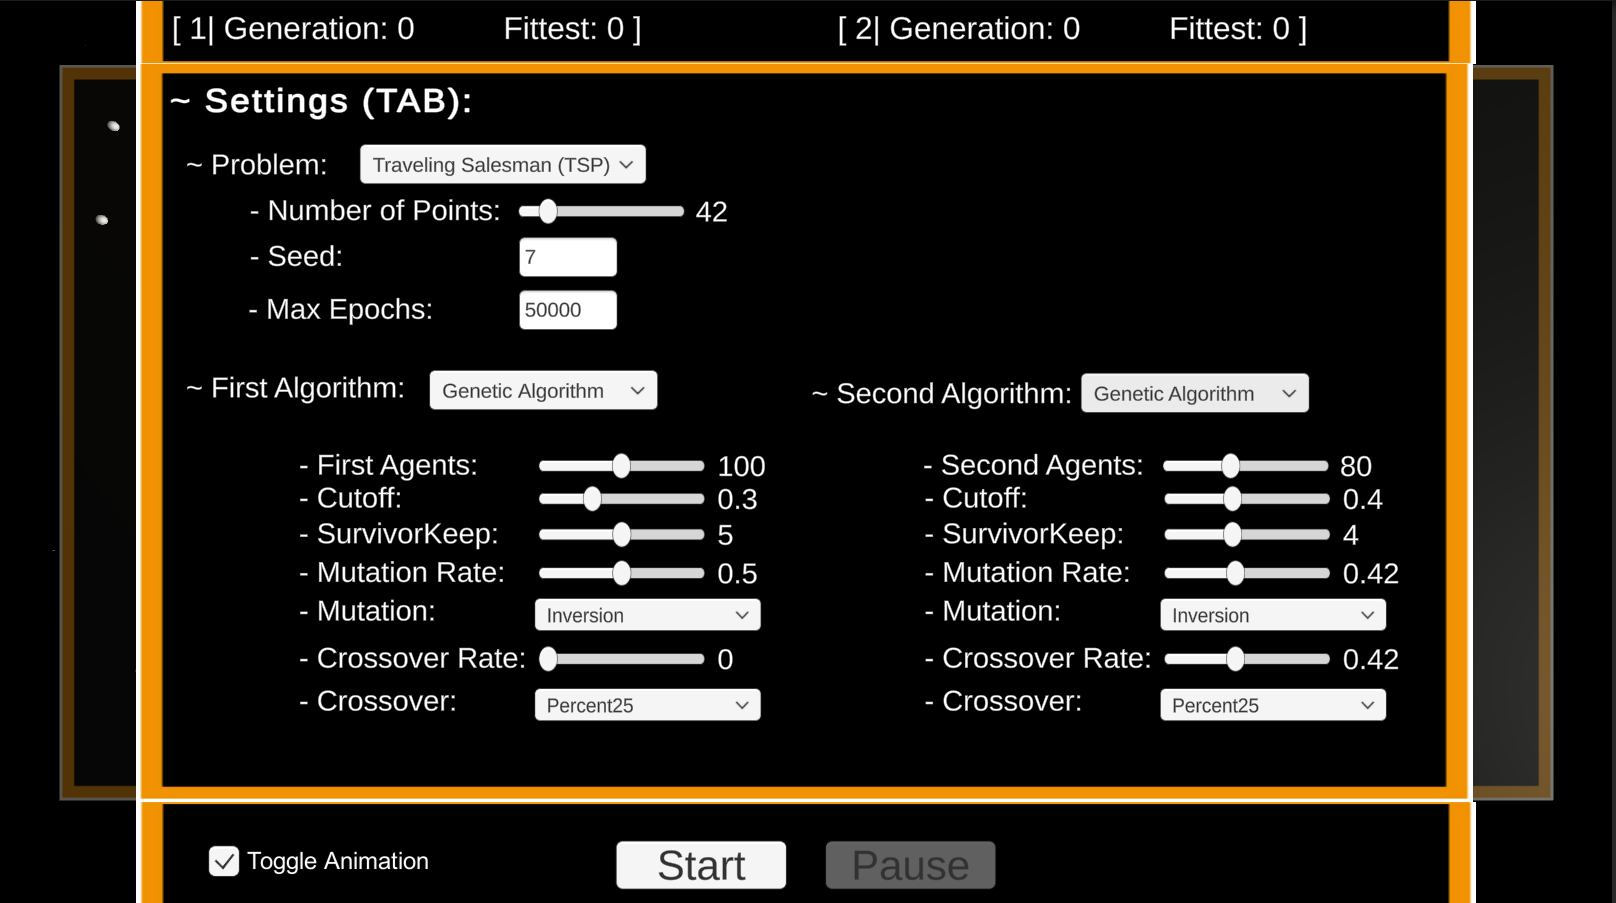 [ 1| Generation: 0 Fittest: 0 ] [ 2| Generation: 0 Fittest: 0 ]
~ Settings (TAB):
~ Problem: Traveling Salesman (TSP)
- Number of Points: 42
- Seed: 7
- Max Epochs: 50000
~ First Algorithm: Genetic Algorithm
- First Agents: 100
- Cutoff: 0.3
- SurvivorKeep: 5
- Mutation Rate: 0.5
- Mutation: Inversion
- Crossover Rate: 0
- Crossover: Percent25
~ Second Algorithm: Genetic Algorithm
- Second Agents: 80
- Cutoff: 0.4
- SurvivorKeep: 4
- Mutation Rate: 0.42
- Mutation: Inversion
- Crossover Rate: 0.42
- Crossover: Percent25
Toggle Animation Start Pause